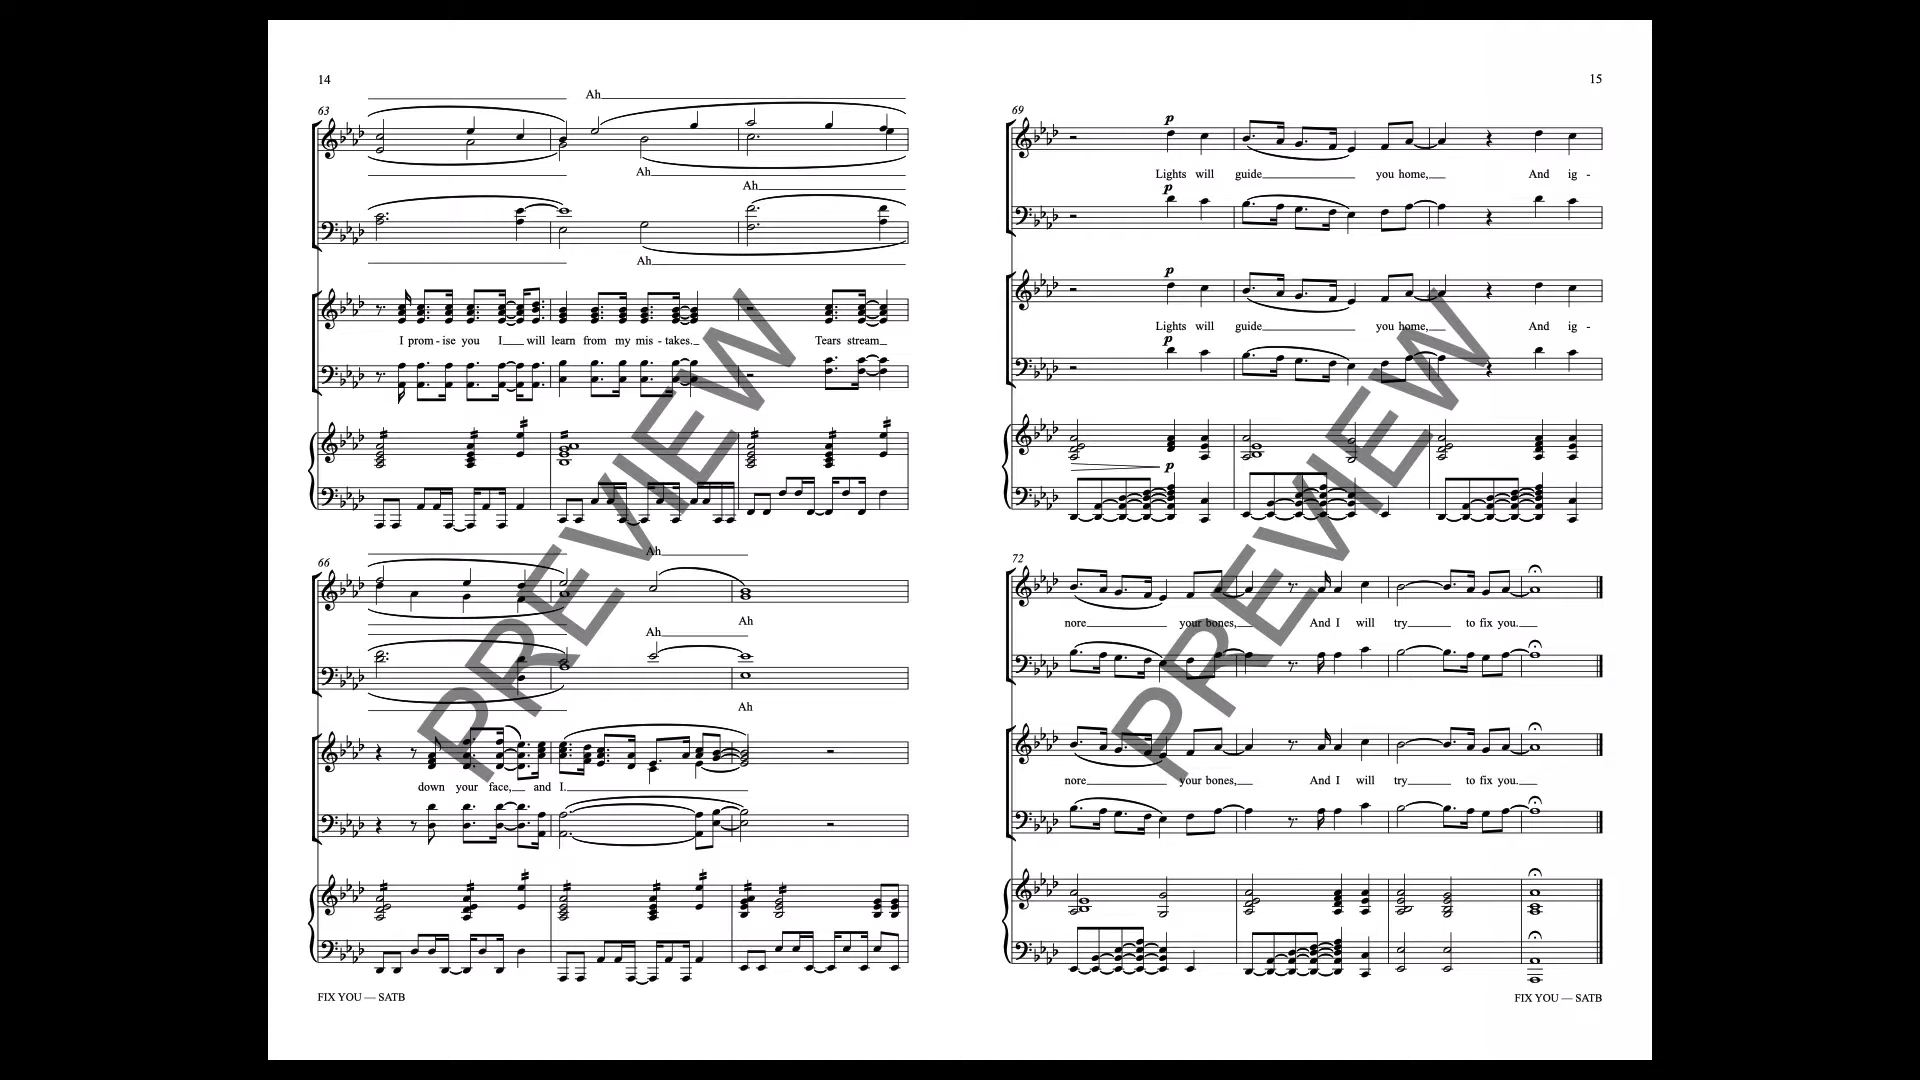 14
Ah
63
Ah
Ah
Ah
I prom - ise you I will learn from my mis - takes.
Tears stream
PREVIEW
Ah
66
Ah
Ah
Ah
down your face, and I.
FIX YOU — SATB
15
69
p
Lights will guide you home, And ig -
p
p
Lights will guide you home, And ig -
p
p
PREVIEW
72
nore your bones, And I will try to fix you.
nore your bones, And I will try to fix you.
FIX YOU — SATB